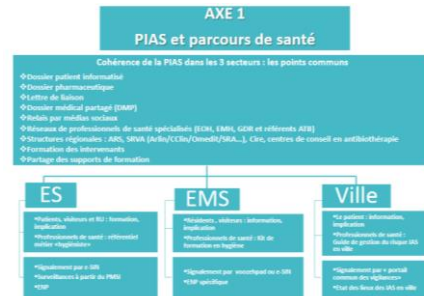 AXE 1
PIAS et parcours de santé
Cohérence de la PIAS dans les 3 secteurs : les points communs
❖Dossier patient informatisé
❖Dossier pharmaceutique
❖Lettre de liaison
❖Dossier médical partagé (DMP)
❖Relais par médias sociaux
❖Réseaux de professionnels de santé spécialisés (EOH, EMH, GDR et référents ATB)
❖Structures régionales : ARS, SRVA (Arlin/CClin/Omedit/SRA...), Cire, centres de conseil en antibiothérapie
❖Formation des intervenants
❖Partage des supports de formation
ES
❖Patients, visiteurs et RU : formation, implication
❖Professionnels de santé : référentiel métier «hygiéniste»
❖Signalement par e-SIN
❖Surveillances à partir du PMSI
❖ENP
EMS
❖Résidents, visiteurs : information, implication
❖Professionnels de santé : Kit de formation en hygiène
❖Signalement par voozehpad ou e-SIN
❖ENP spécifique
Ville
❖Le patient : information, implication
❖Professionnels de santé : Guide de gestion du risque IAS en ville
❖Signalement par « portail commun des vigilances»
❖Etat des lieux des IAS en ville